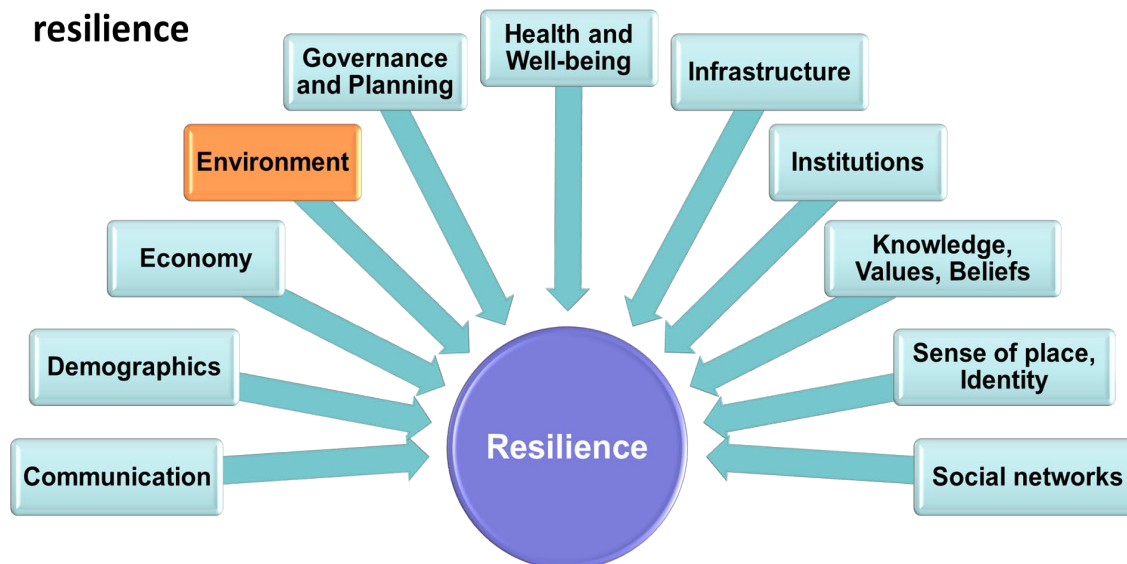 resilience
Health and
Well-being
Governance
and Planning
Infrastructure
Environment
Institutions
Economy
Knowledge,
Values, Beliefs
Demographics
Sense of place,
Identity
Resilience
Communication
Social networks